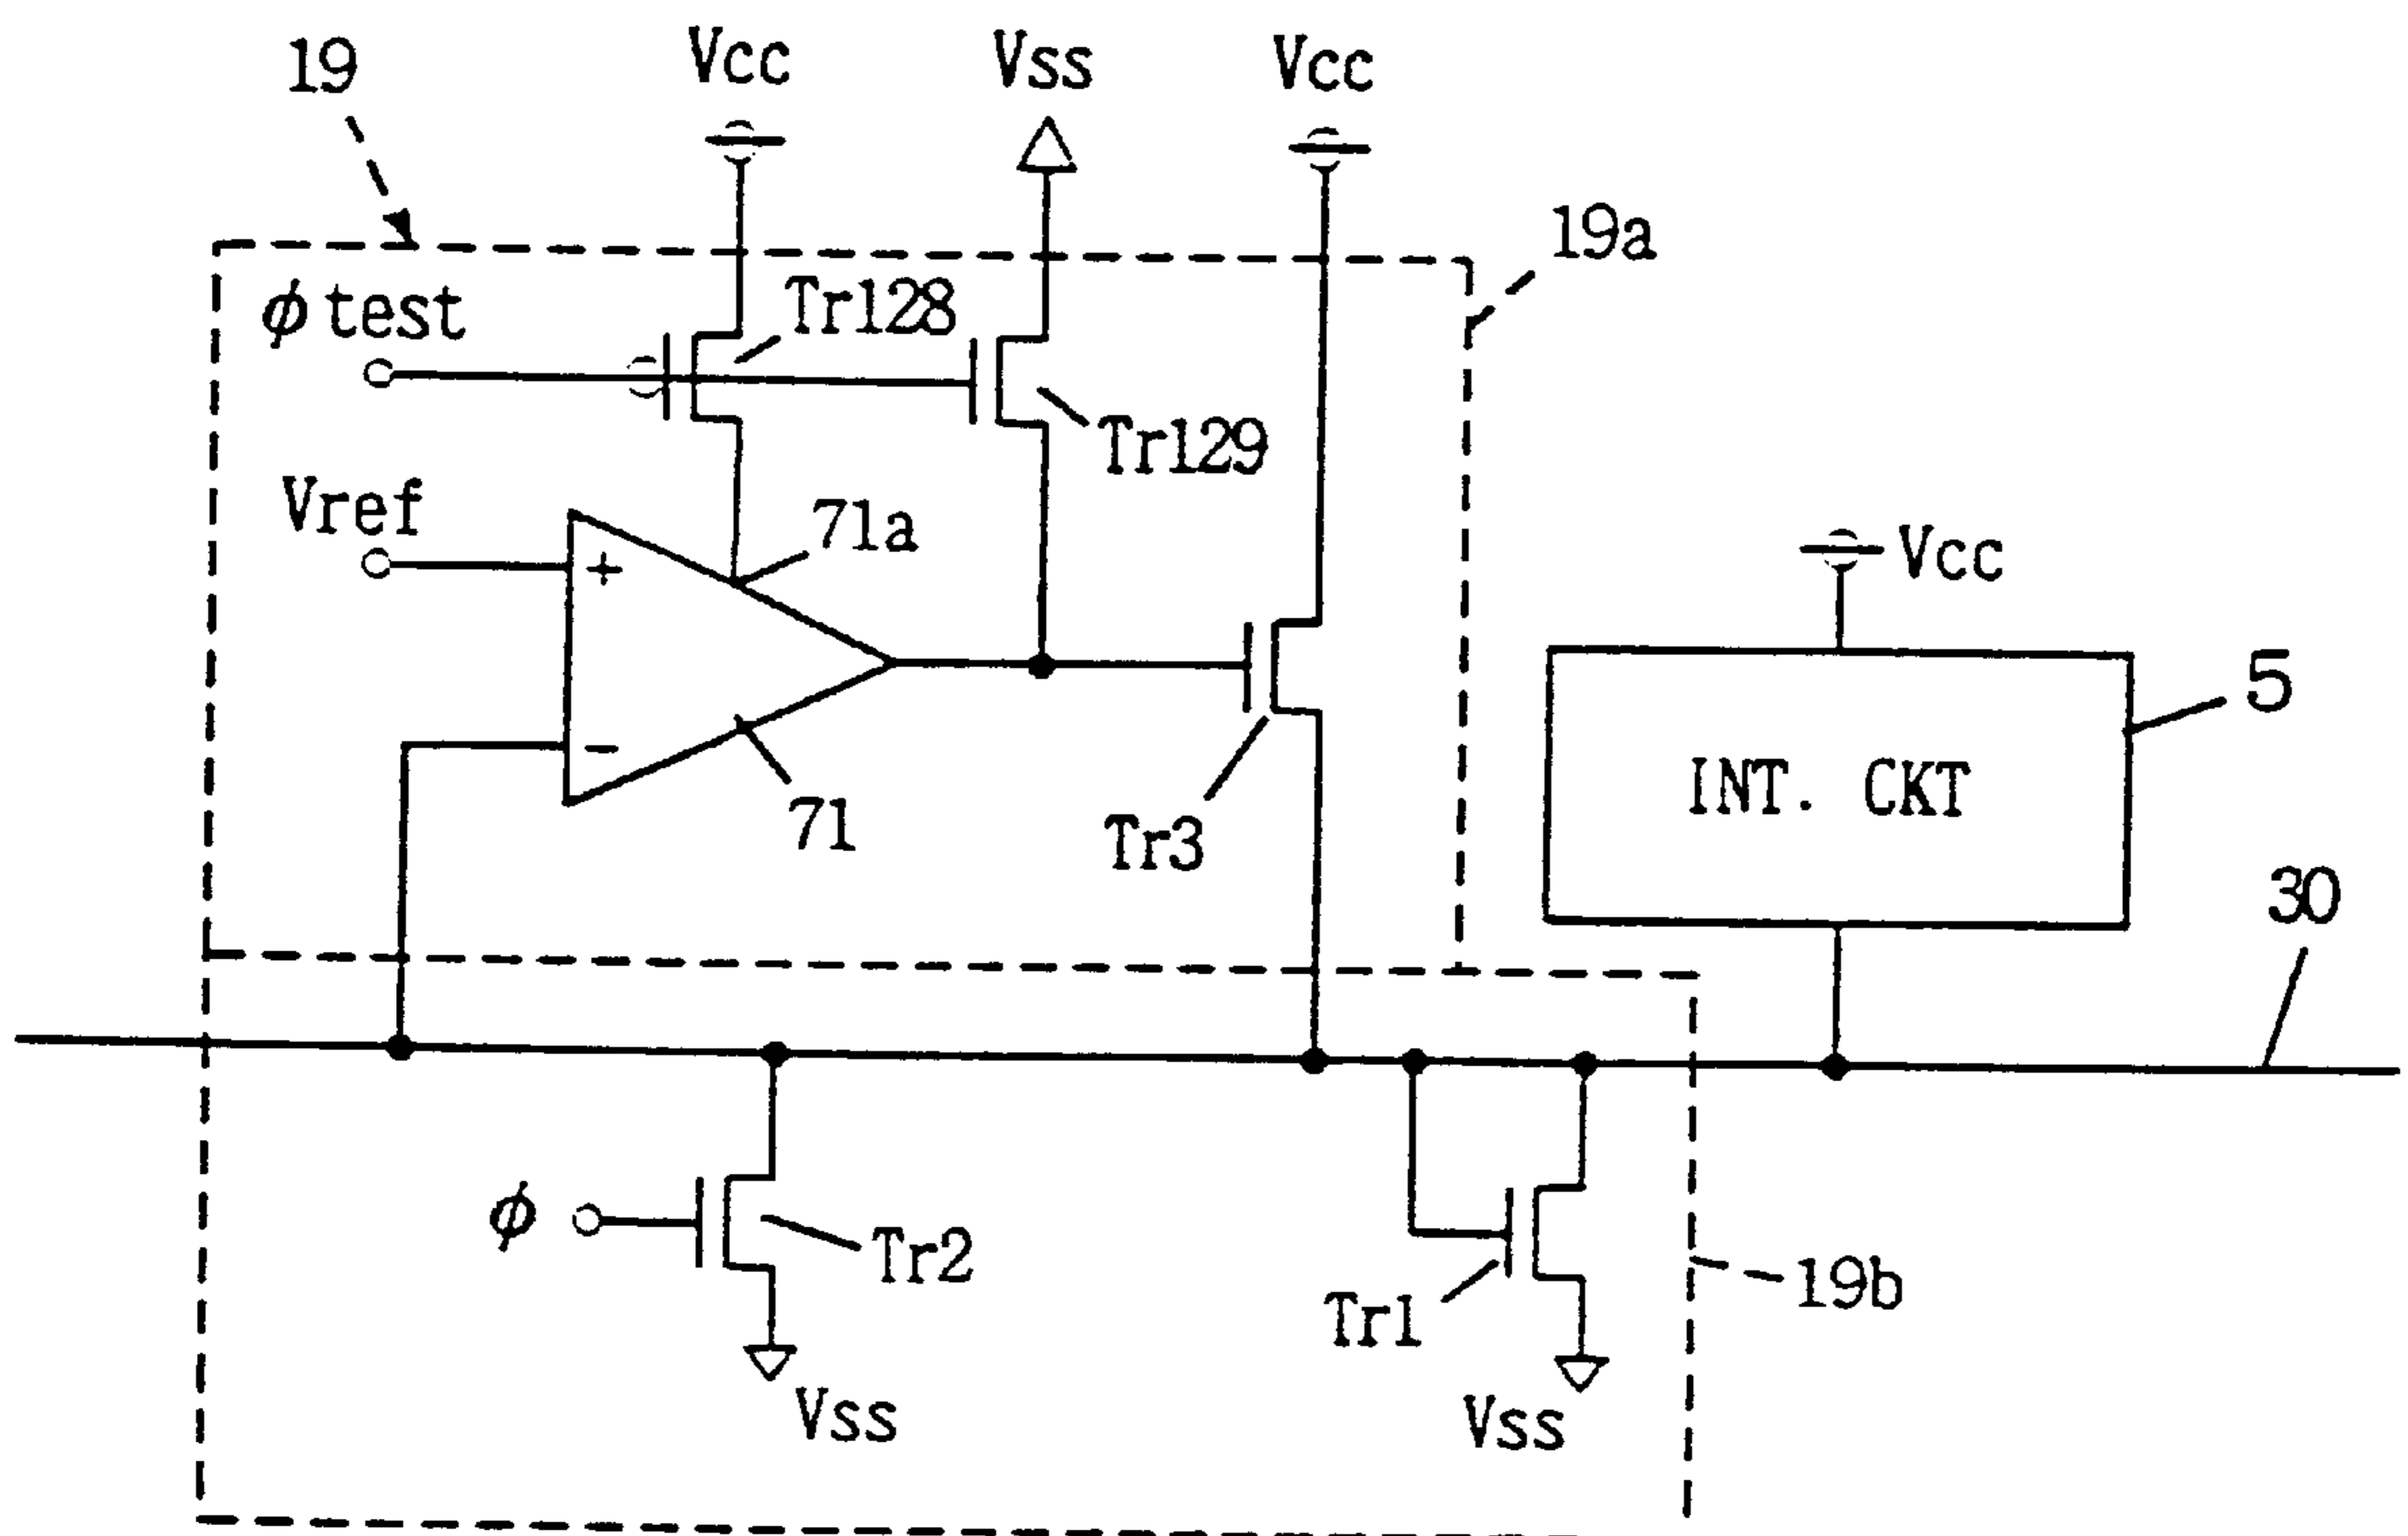 19
Vcc
Vss
Vcc
19a
ϕ test
Tr128
Tr129
Vref
71a
+
Vcc
5
−
71
Tr3
INT. CKT
30
ϕ
Tr2
Tr1
19b
Vss
Vss